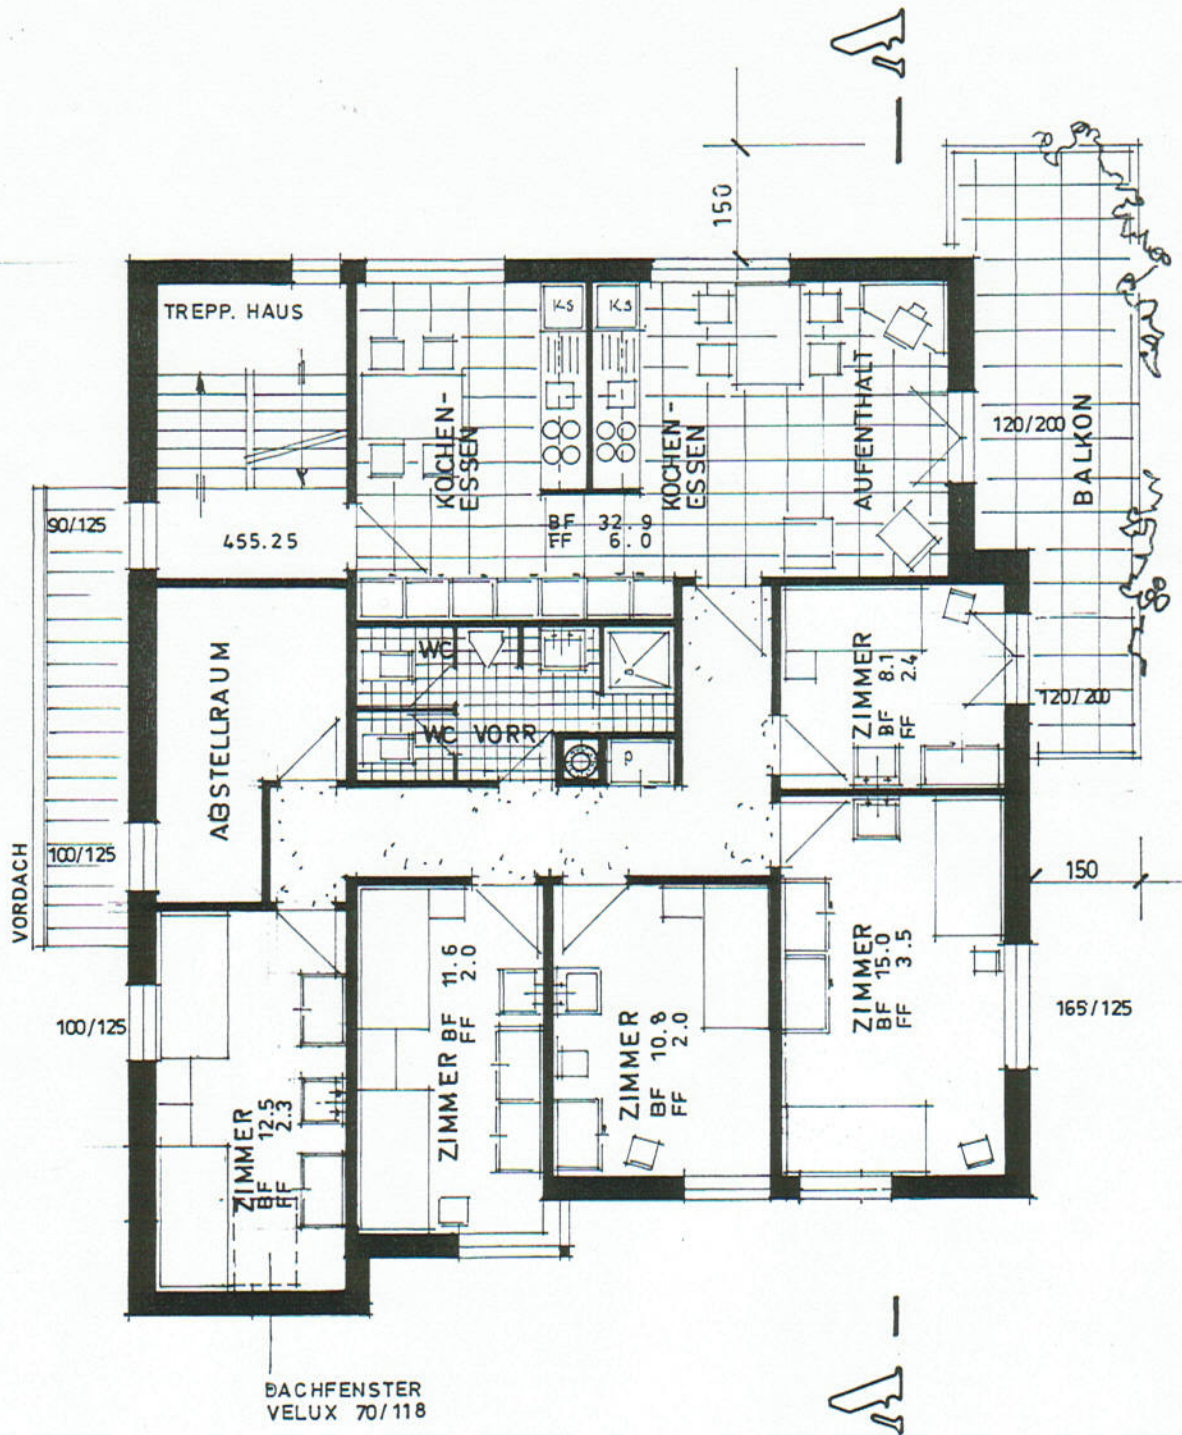 A
150
TREPP. HAUS
KS
KS
KOCHEN-
ESSEN
KOCHEN-
ESSEN
AUFENTHALT
120/200
BALKON
90/125
455.25
BF 32.9
FF 6.0
WC
WC
VORR.
ABSTELLRAUM
ZIMMER
BF 8.1
FF 2.4
120/200
VORDACH
100/125
150
100/125
ZIMMER
BF 12.5
FF 2.3
ZIMMER
BF 11.6
FF 2.0
ZIMMER
BF 10.8
FF 2.0
ZIMMER
BF 15.0
FF 3.5
165/125
DACHFENSTER
VELUX 70/118
A